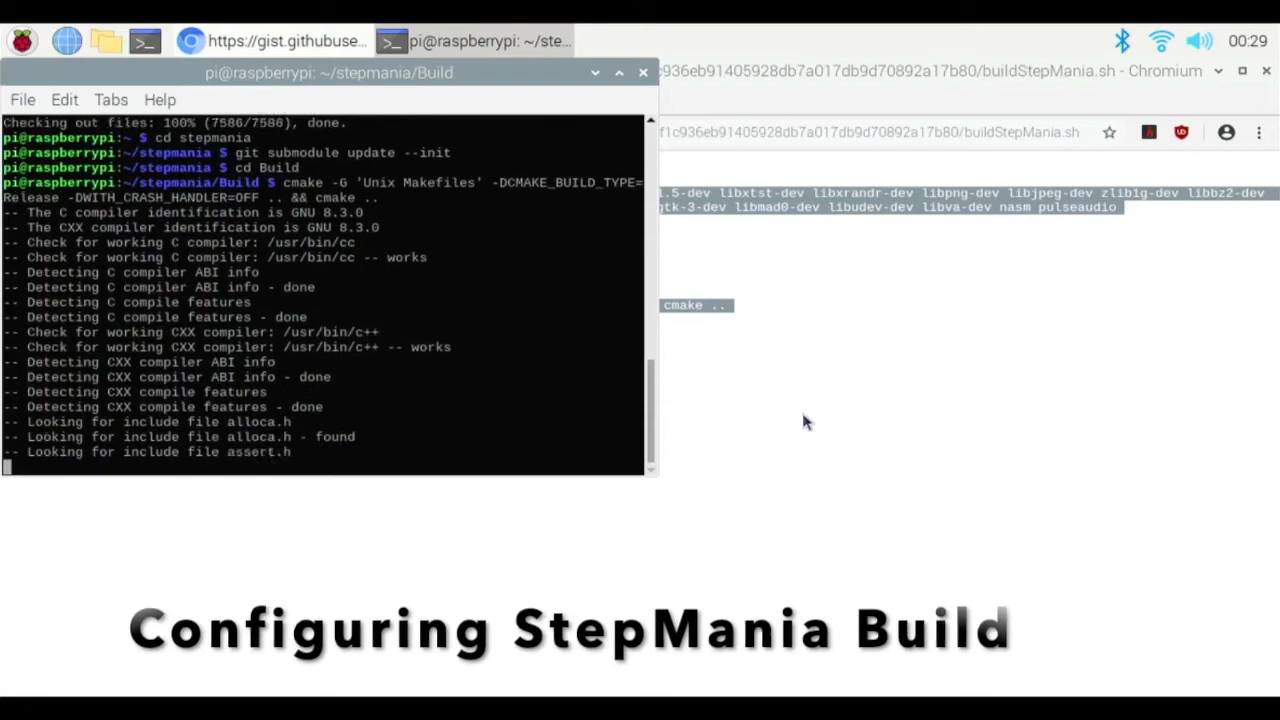 https://gist.githubuse...
pi@raspberrypi: ~/ste...
00:29
pi@raspberrypi: ~/stepmania/Build
c936eb91405928db7a017db9d70892a17b80/buildStepMania.sh - Chromium
File Edit Tabs Help
f1c936eb91405928db7a017db9d70892a17b80/buildStepMania.sh
Checking out files: 100% (7586/7586), done.
pi@raspberrypi:~ $ cd stepmania
pi@raspberrypi:~/stepmania $ git submodule update --init
pi@raspberrypi:~/stepmania $ cd Build
pi@raspberrypi:~/stepmania/Build $ cmake -G 'Unix Makefiles' -DCMAKE_BUILD_TYPE=
Release -DWITH_CRASH_HANDLER=OFF .. && cmake ..
-- The C compiler identification is GNU 8.3.0
-- The CXX compiler identification is GNU 8.3.0
-- Check for working C compiler: /usr/bin/cc
-- Check for working C compiler: /usr/bin/cc -- works
-- Detecting C compiler ABI info
-- Detecting C compiler ABI info - done
-- Detecting C compile features
-- Detecting C compile features - done
-- Check for working CXX compiler: /usr/bin/c++
-- Check for working CXX compiler: /usr/bin/c++ -- works
-- Detecting CXX compiler ABI info
-- Detecting CXX compiler ABI info - done
-- Detecting CXX compile features
-- Detecting CXX compile features - done
-- Looking for include file alloca.h
-- Looking for include file alloca.h - found
-- Looking for include file assert.h
1.5-dev libxtst-dev libxrandr-dev libpng-dev libjpeg-dev zlib1g-dev libbz2-dev
gtk-3-dev libmad0-dev libudev-dev libva-dev nasm pulseaudio
cmake ..
Configuring StepMania Build